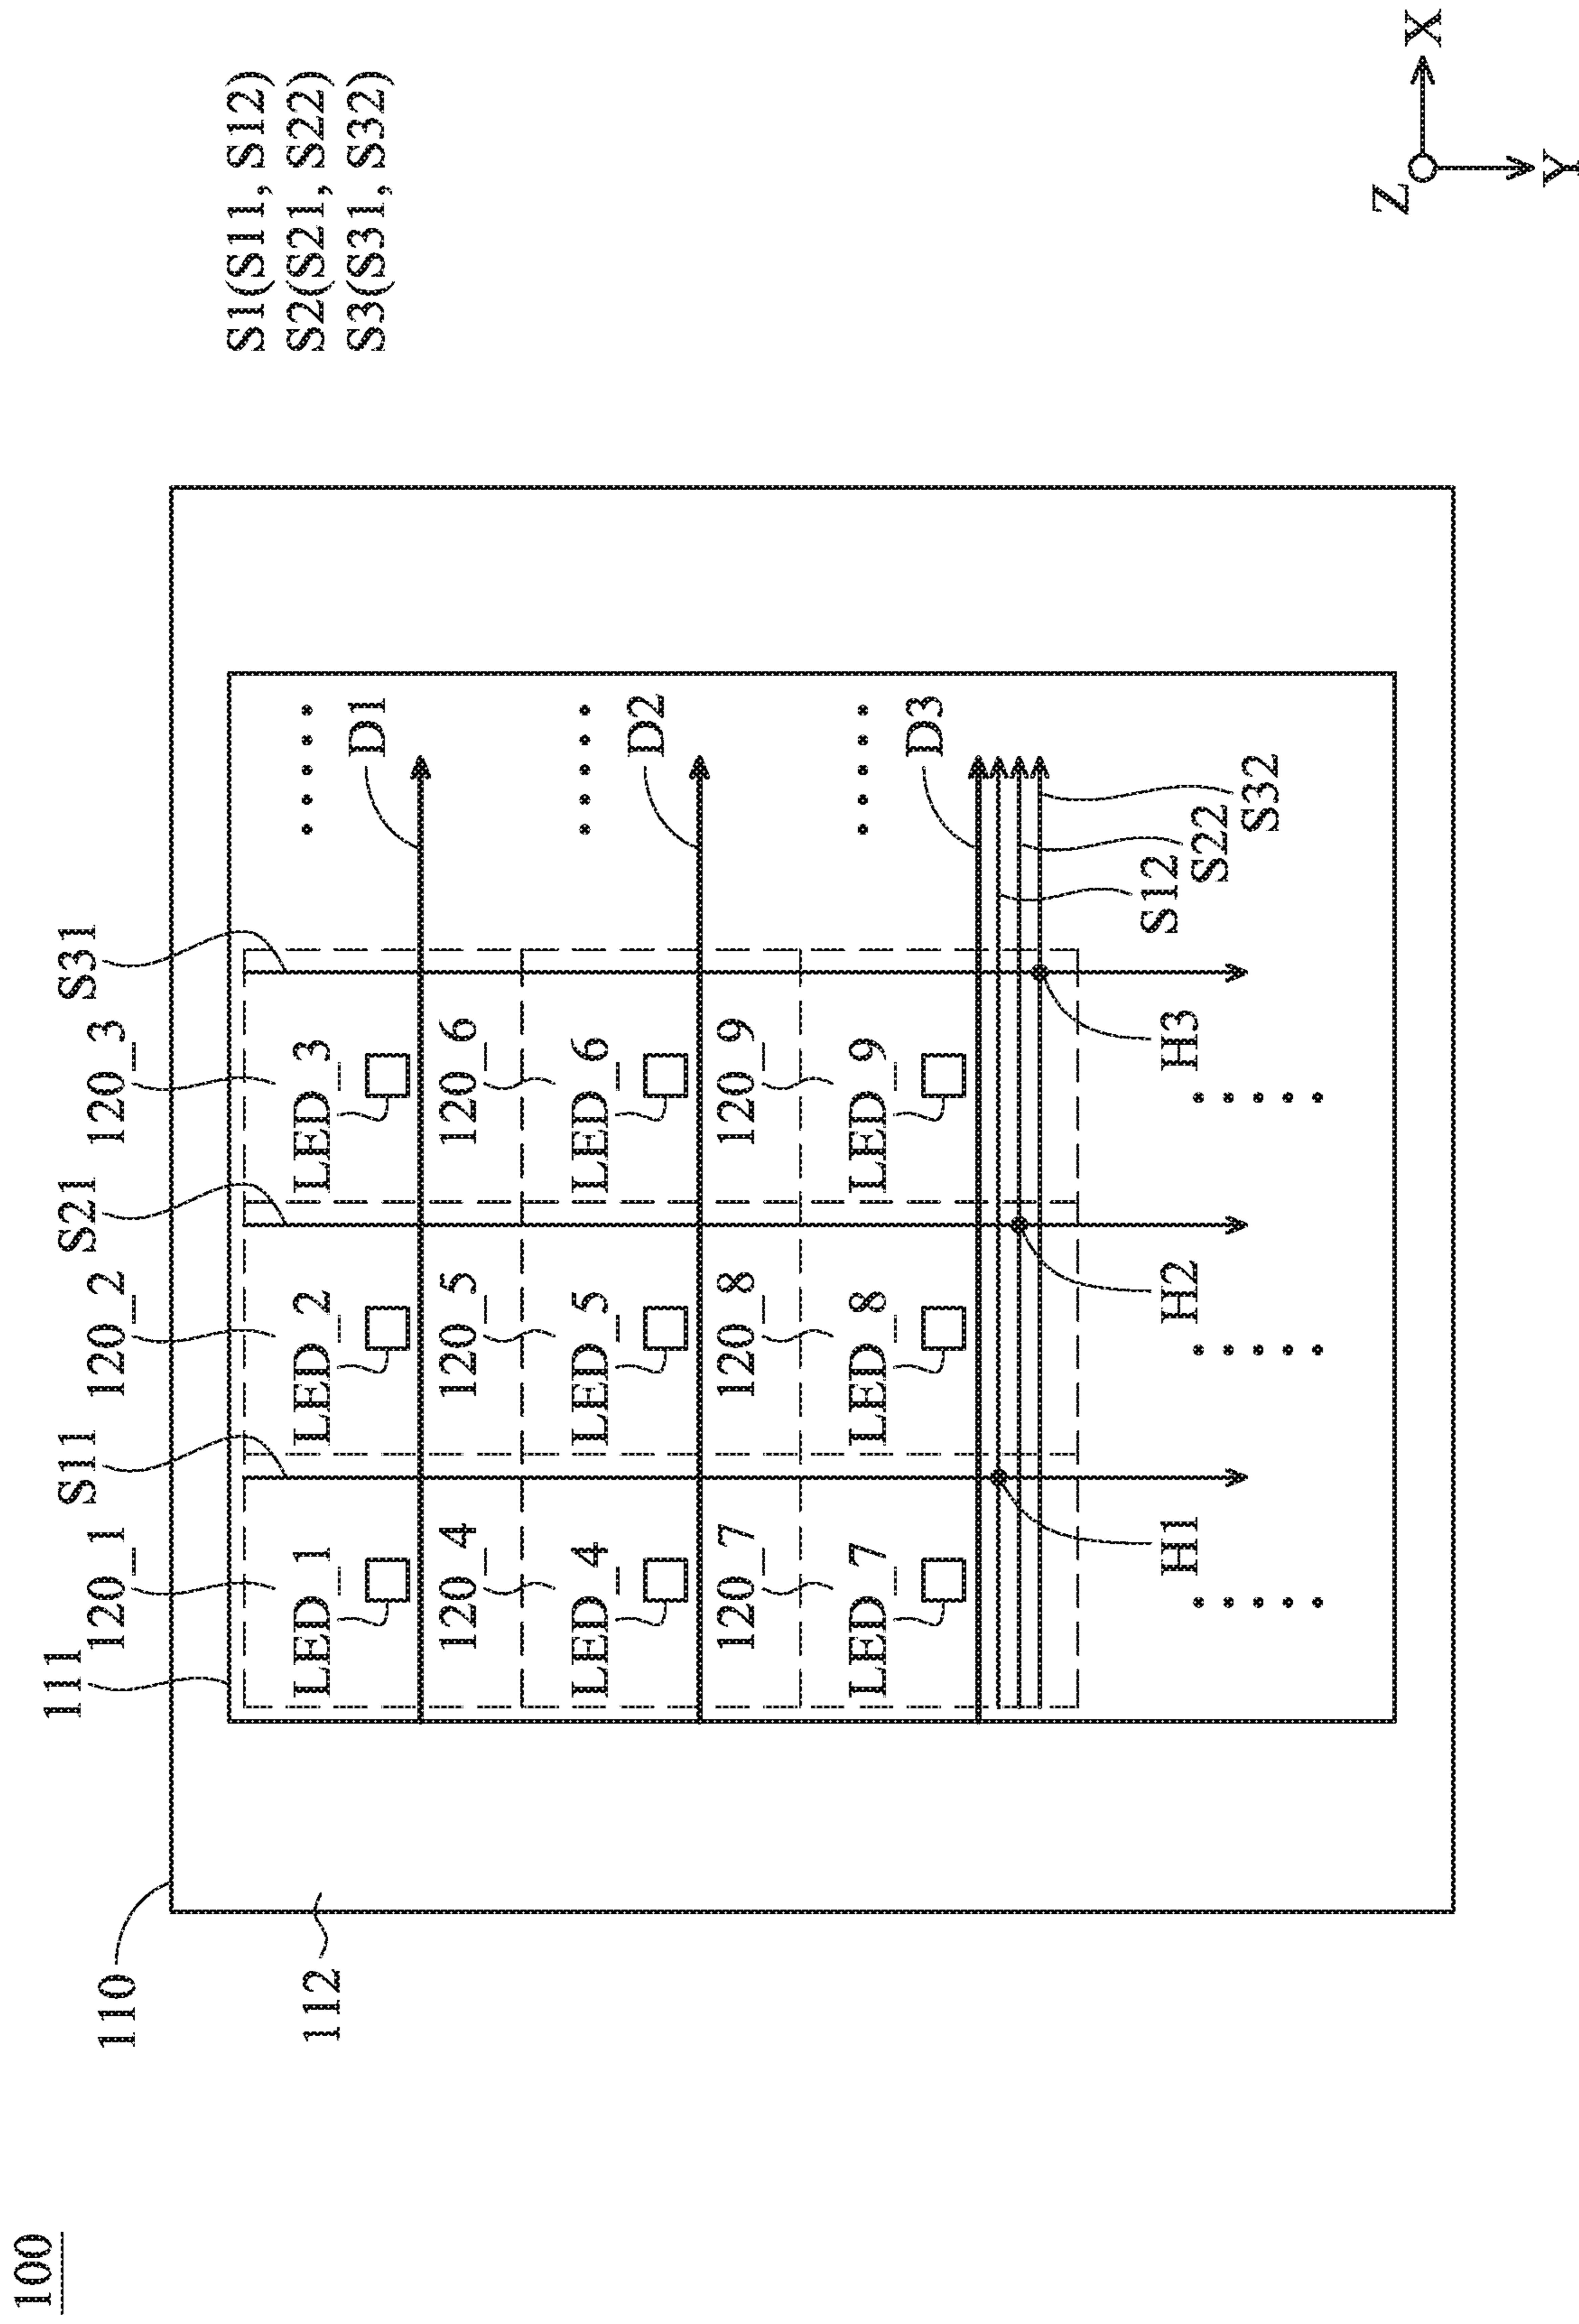 100
111
S11
S21
S31
120_1
120_2
120_3
110
S1(S11, S12)
S2(S21, S22)
S3(S31, S32)
112
LED_1
LED_2
LED_3
D1
120_4
120_5
120_6
LED_4
LED_5
LED_6
D2
120_7
120_8
120_9
LED_7
LED_8
LED_9
D3
H1
H2
H3
S12
S22
S32
Z
X
Y